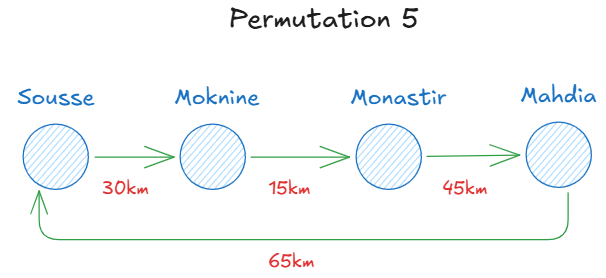 Permutation 5
Sousse
Moknine
Monastir
Mahdia
30km
15km
45km
65km